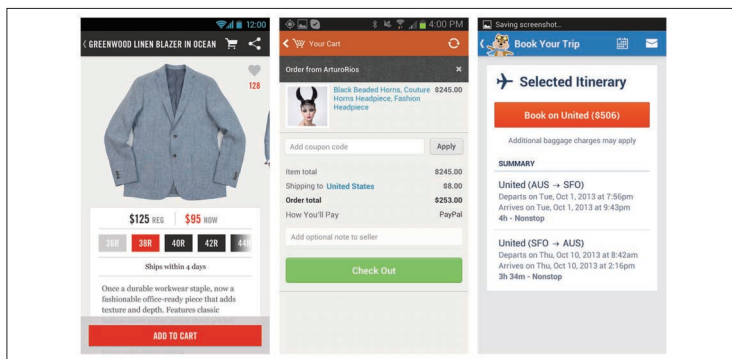 12:00
GREENWOOD LINEN BLAZER IN OCEAN
128
$125 REG $95 NOW
36R 38R 40R 42R 44R
Ships within 4 days
Once a durable workwear staple, now a
fashionable office-ready piece that adds
texture and depth. Features classic
ADD TO CART
4:00 PM
Your Cart
Order from ArturoRios
Black Beaded Horns, Couture $245.00
Horns Headpiece, Fashion
Headpiece
Add coupon code Apply
Item total $245.00
Shipping to United States $8.00
Order total $253.00
How You'll Pay PayPal
Add optional note to seller
Check Out
Saving screenshot...
Book Your Trip
Selected Itinerary
Book on United ($506)
Additional baggage charges may apply
SUMMARY
United (AUS → SFO)
Departs on Tue, Oct 1, 2013 at 7:56pm
Arrives on Tue, Oct 1, 2013 at 9:43pm
4h - Nonstop
United (SFO → AUS)
Departs on Thu, Oct 10, 2013 at 8:42am
Arrives on Thu, Oct 10, 2013 at 2:16pm
3h 34m - Nonstop